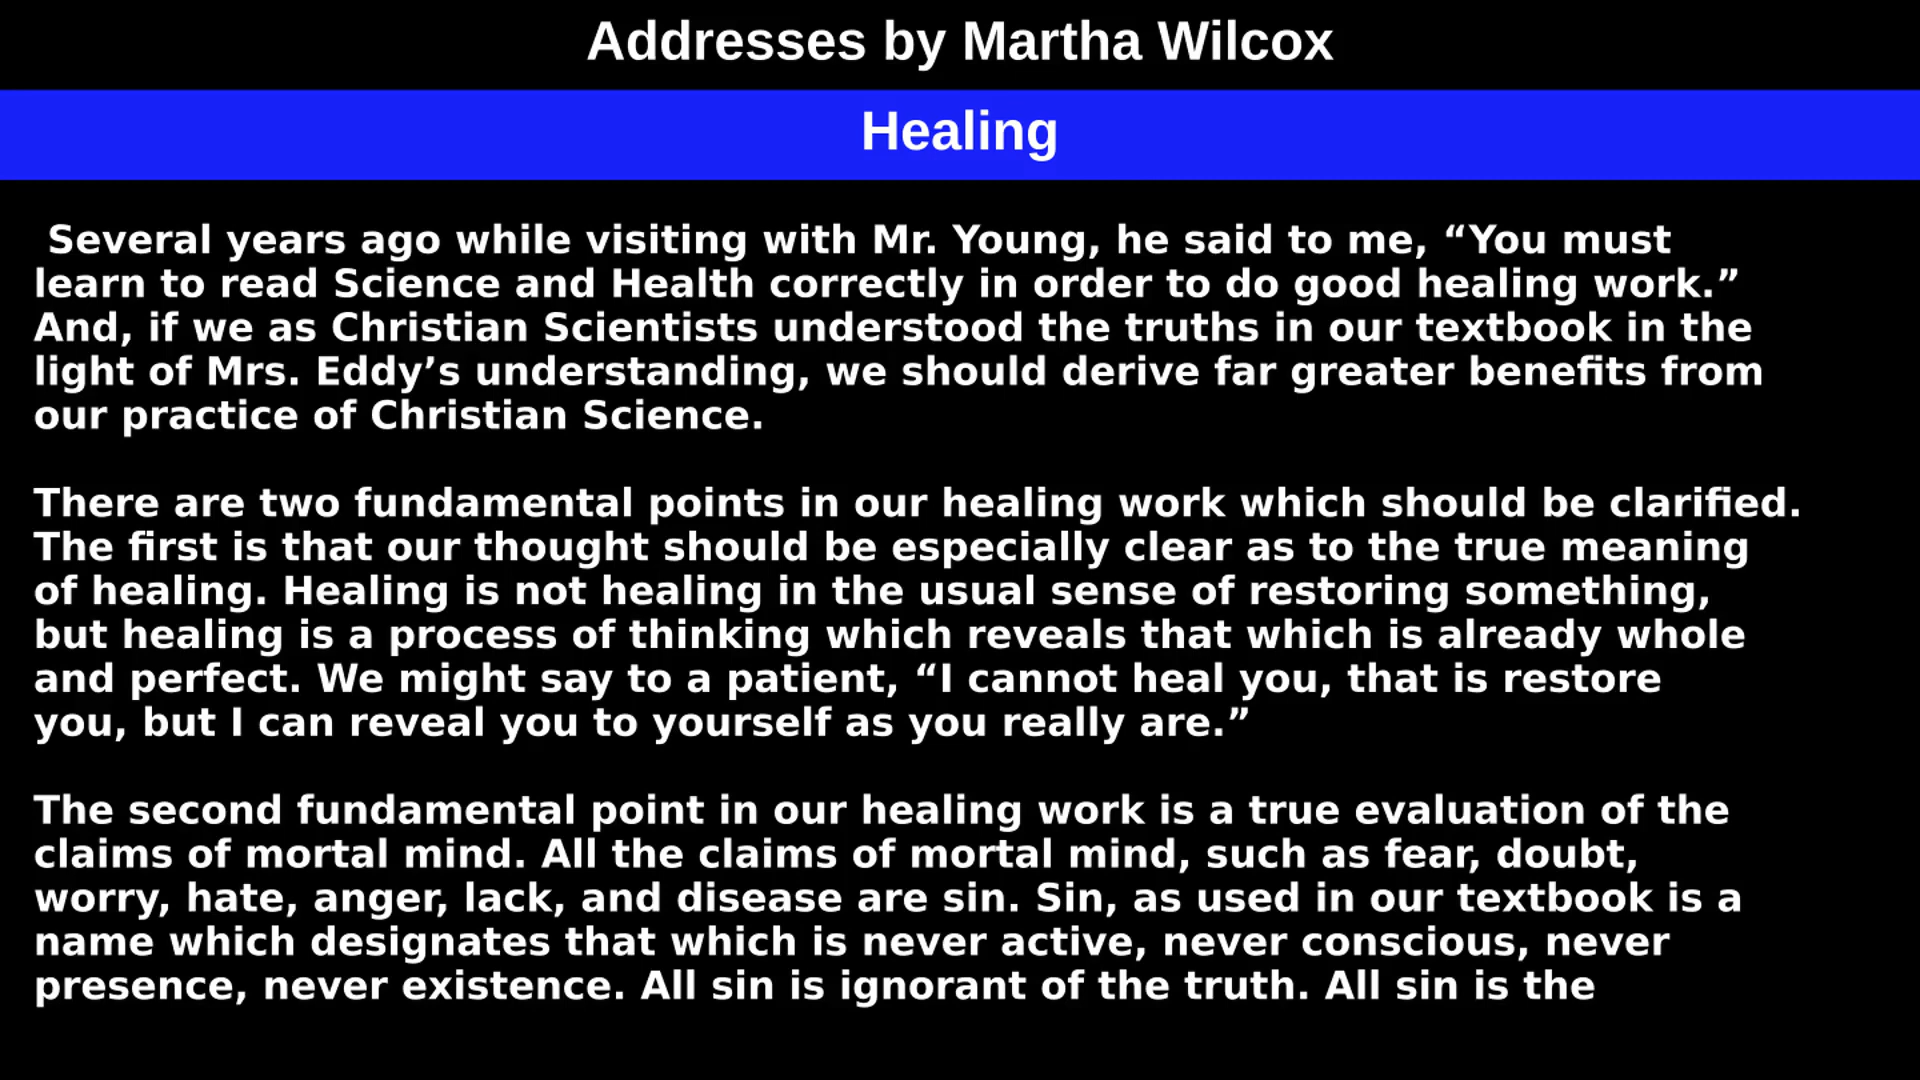 Addresses by Martha Wilcox
Healing
Several years ago while visiting with Mr. Young, he said to me, “You must
learn to read Science and Health correctly in order to do good healing work.”
And, if we as Christian Scientists understood the truths in our textbook in the
light of Mrs. Eddy’s understanding, we should derive far greater benefits from
our practice of Christian Science.
There are two fundamental points in our healing work which should be clarified.
The first is that our thought should be especially clear as to the true meaning
of healing. Healing is not healing in the usual sense of restoring something,
but healing is a process of thinking which reveals that which is already whole
and perfect. We might say to a patient, “I cannot heal you, that is restore
you, but I can reveal you to yourself as you really are.”
The second fundamental point in our healing work is a true evaluation of the
claims of mortal mind. All the claims of mortal mind, such as fear, doubt,
worry, hate, anger, lack, and disease are sin. Sin, as used in our textbook is a
name which designates that which is never active, never conscious, never
presence, never existence. All sin is ignorant of the truth. All sin is the